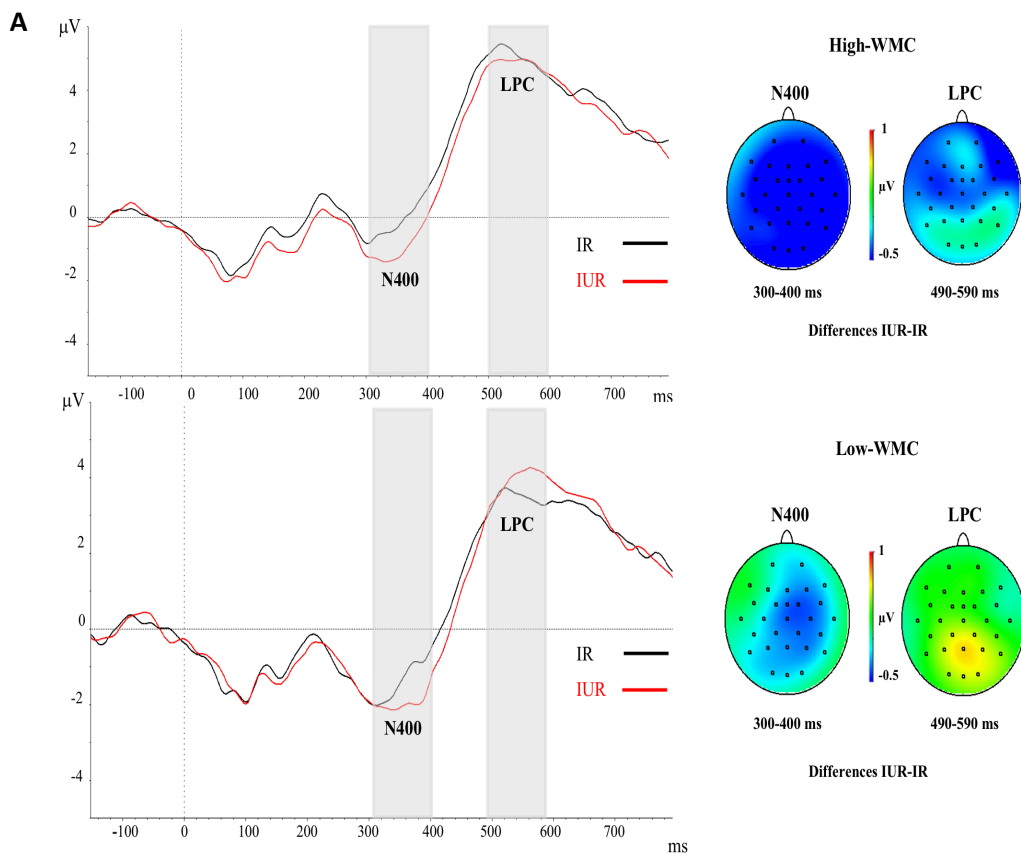 A
µV
4
2
0
-2
-4
LPC
N400
IR
IUR
-100
0
100
200
300
400
500
600
700
ms
High-WMC
N400
LPC
1
µV
-0.5
300-400 ms
490-590 ms
Differences IUR-IR
µV
4
2
0
-2
-4
LPC
N400
IR
IUR
-100
0
100
200
300
400
500
600
700
ms
Low-WMC
N400
LPC
1
µV
-0.5
300-400 ms
490-590 ms
Differences IUR-IR